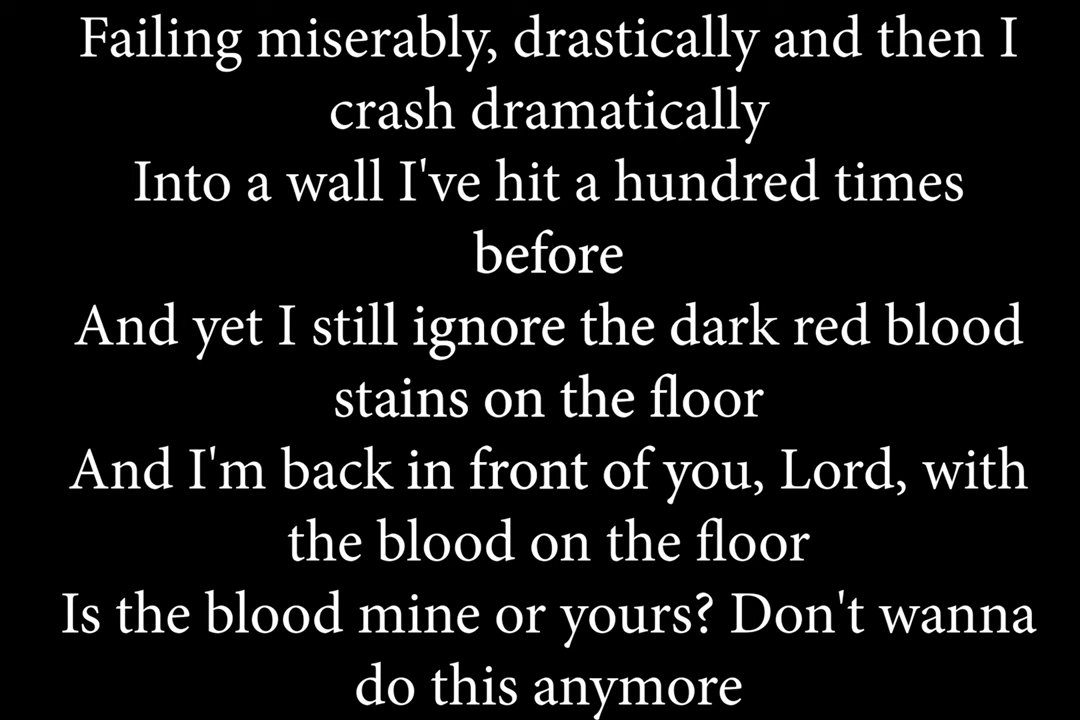 Failing miserably, drastically and then I
crash dramatically
Into a wall I've hit a hundred times
before
And yet I still ignore the dark red blood
stains on the floor
And I'm back in front of you, Lord, with
the blood on the floor
Is the blood mine or yours? Don't wanna
do this anymore